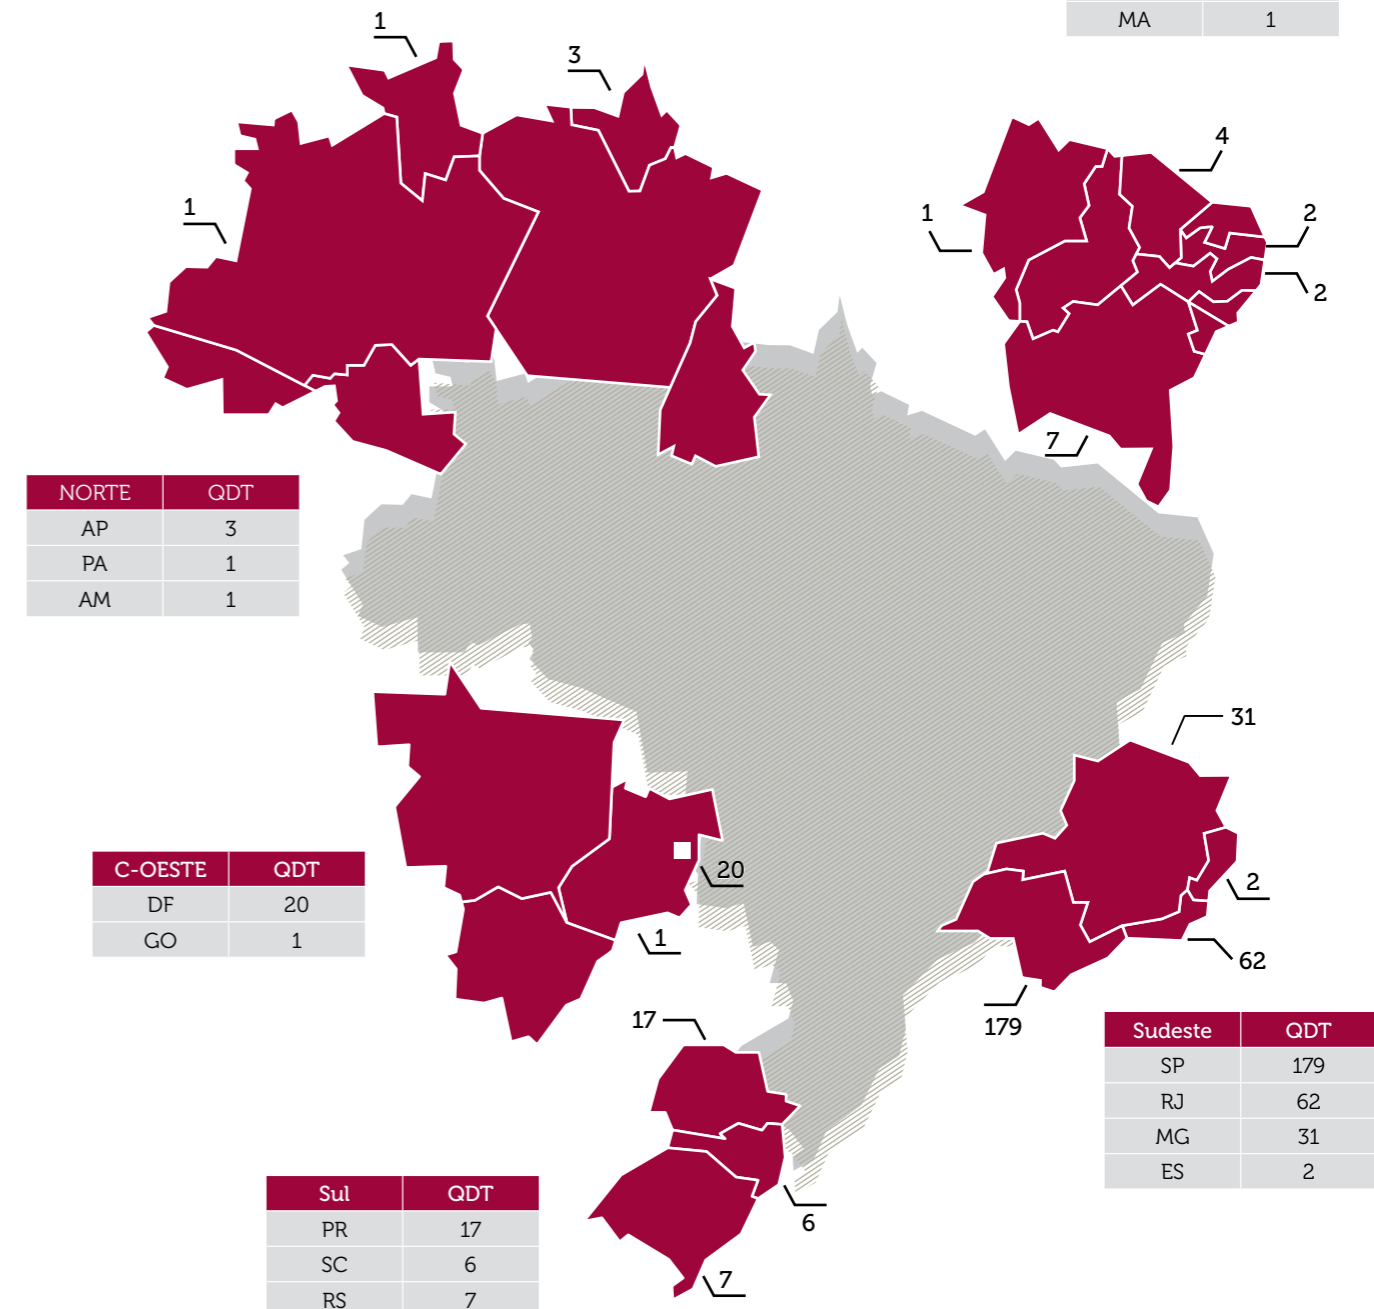 MA 1
1
3
1
4
1
2
2
7
NORTE QDT
AP 3
PA 1
AM 1
31
C-OESTE QDT
DF 20
GO 1
20
2
1
62
17
179
Sudeste QDT
SP 179
RJ 62
MG 31
ES 2
Sul QDT
PR 17
SC 6
RS 7
6
7